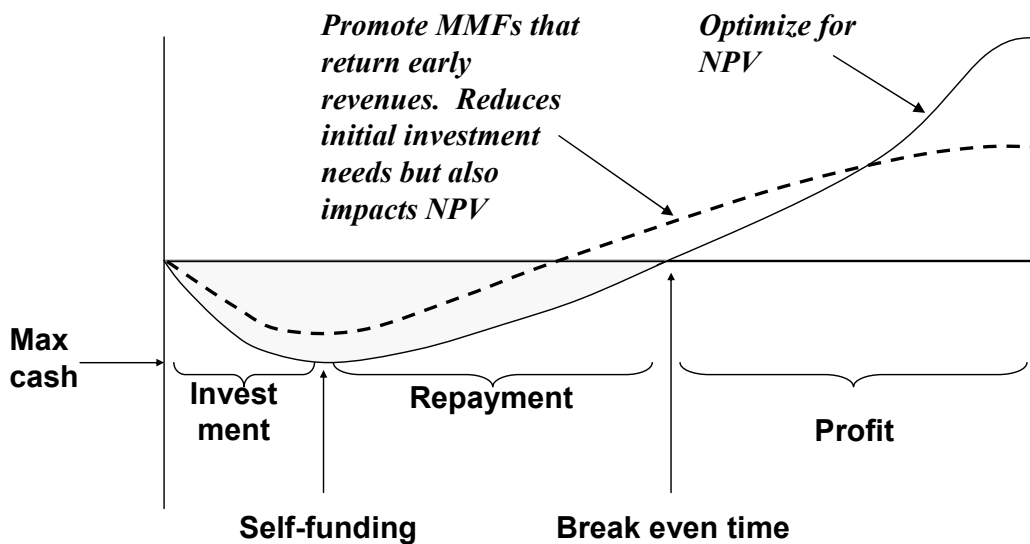 Promote MMFs that
return early
revenues.  Reduces
initial investment
needs but also
impacts NPV
Optimize for
NPV
Max
cash
Invest
ment
Repayment
Profit
Self-funding
Break even time